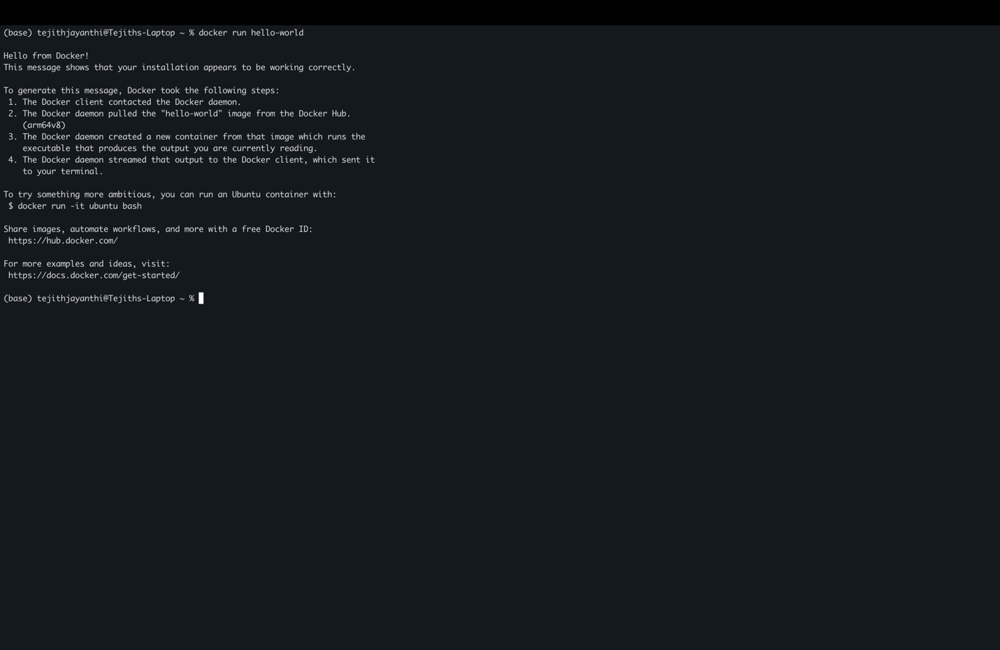 (base) tejithjayanthi@Tejiths-Laptop ~ % docker run hello-world
Hello from Docker!
This message shows that your installation appears to be working correctly.
To generate this message, Docker took the following steps:
1. The Docker client contacted the Docker daemon.
2. The Docker daemon pulled the "hello-world" image from the Docker Hub.
(arm64v8)
3. The Docker daemon created a new container from that image which runs the
executable that produces the output you are currently reading.
4. The Docker daemon streamed that output to the Docker client, which sent it
to your terminal.
To try something more ambitious, you can run an Ubuntu container with:
$ docker run -it ubuntu bash
Share images, automate workflows, and more with a free Docker ID:
https://hub.docker.com/
For more examples and ideas, visit:
https://docs.docker.com/get-started/
(base) tejithjayanthi@Tejiths-Laptop ~ %